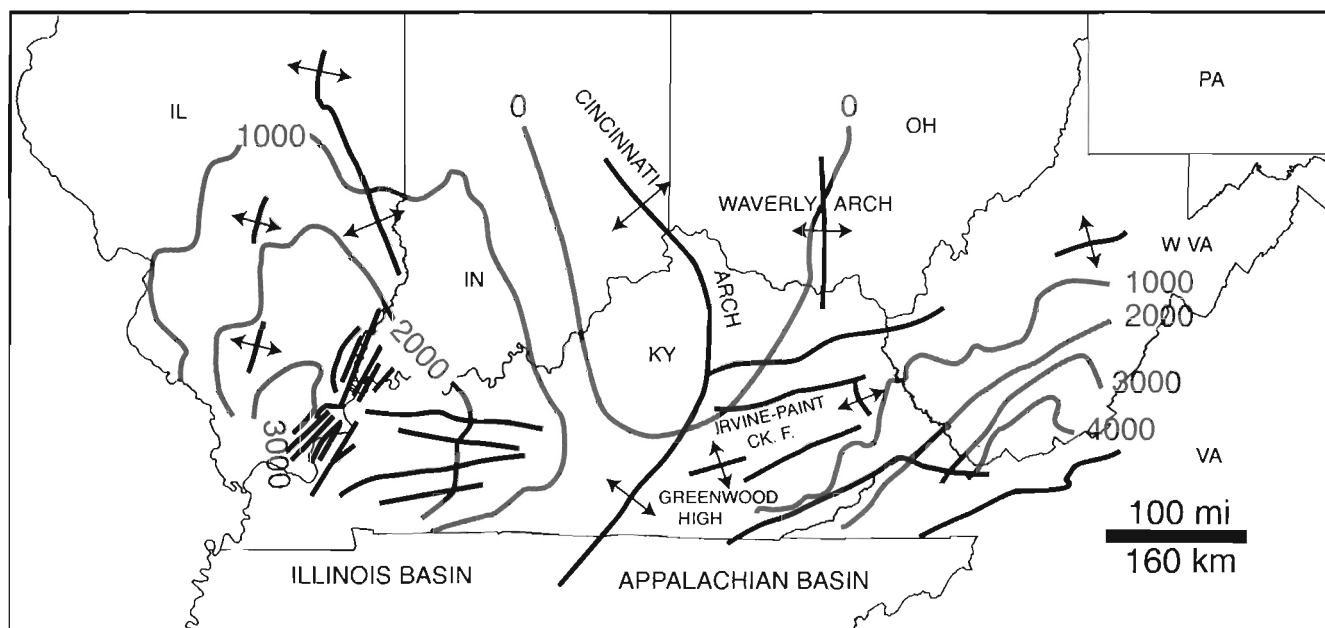 PA
IL
0
CINCINNATI
0
OH
1000
WAVERLY ARCH
W VA
IN
ARCH
1000
2000
2000
KY
3000
IRVINE-PAINT
CK. F.
4000
3000
VA
GREENWOOD
HIGH
100 mi
160 km
ILLINOIS BASIN
APPALACHIAN BASIN